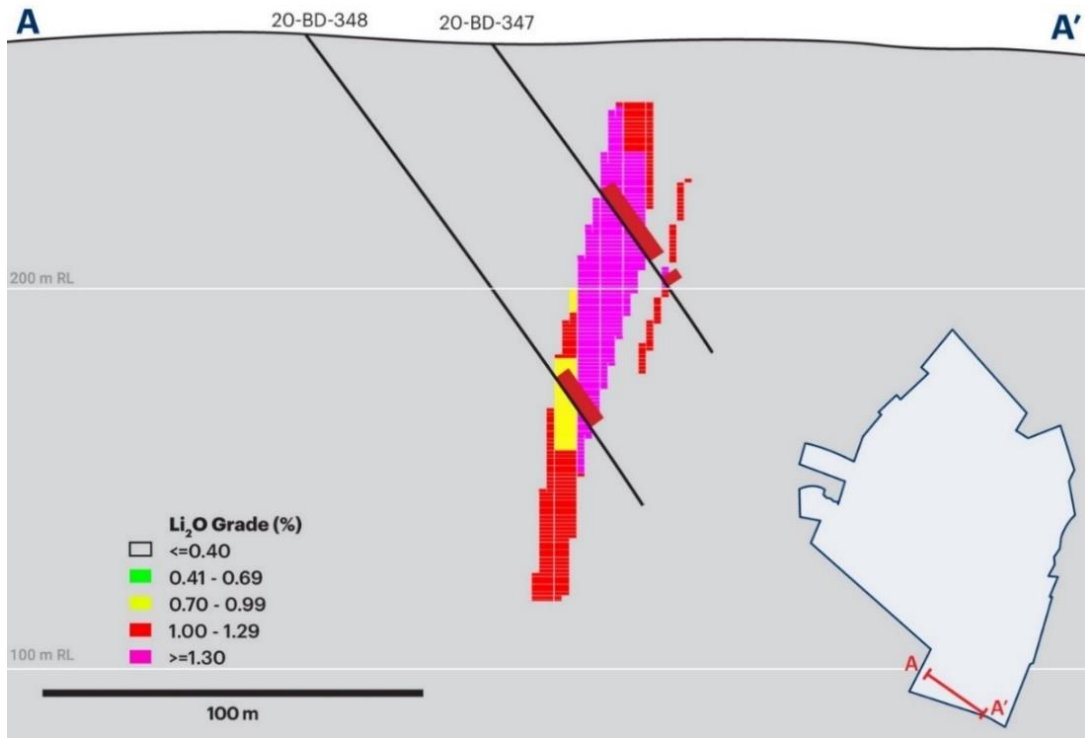 A
20-BD-348
20-BD-347
A'
200 m RL
Li₂O Grade (%)
<=0.40
0.41 - 0.69
0.70 - 0.99
1.00 - 1.29
>=1.30
100 m RL
100 m
A
A'